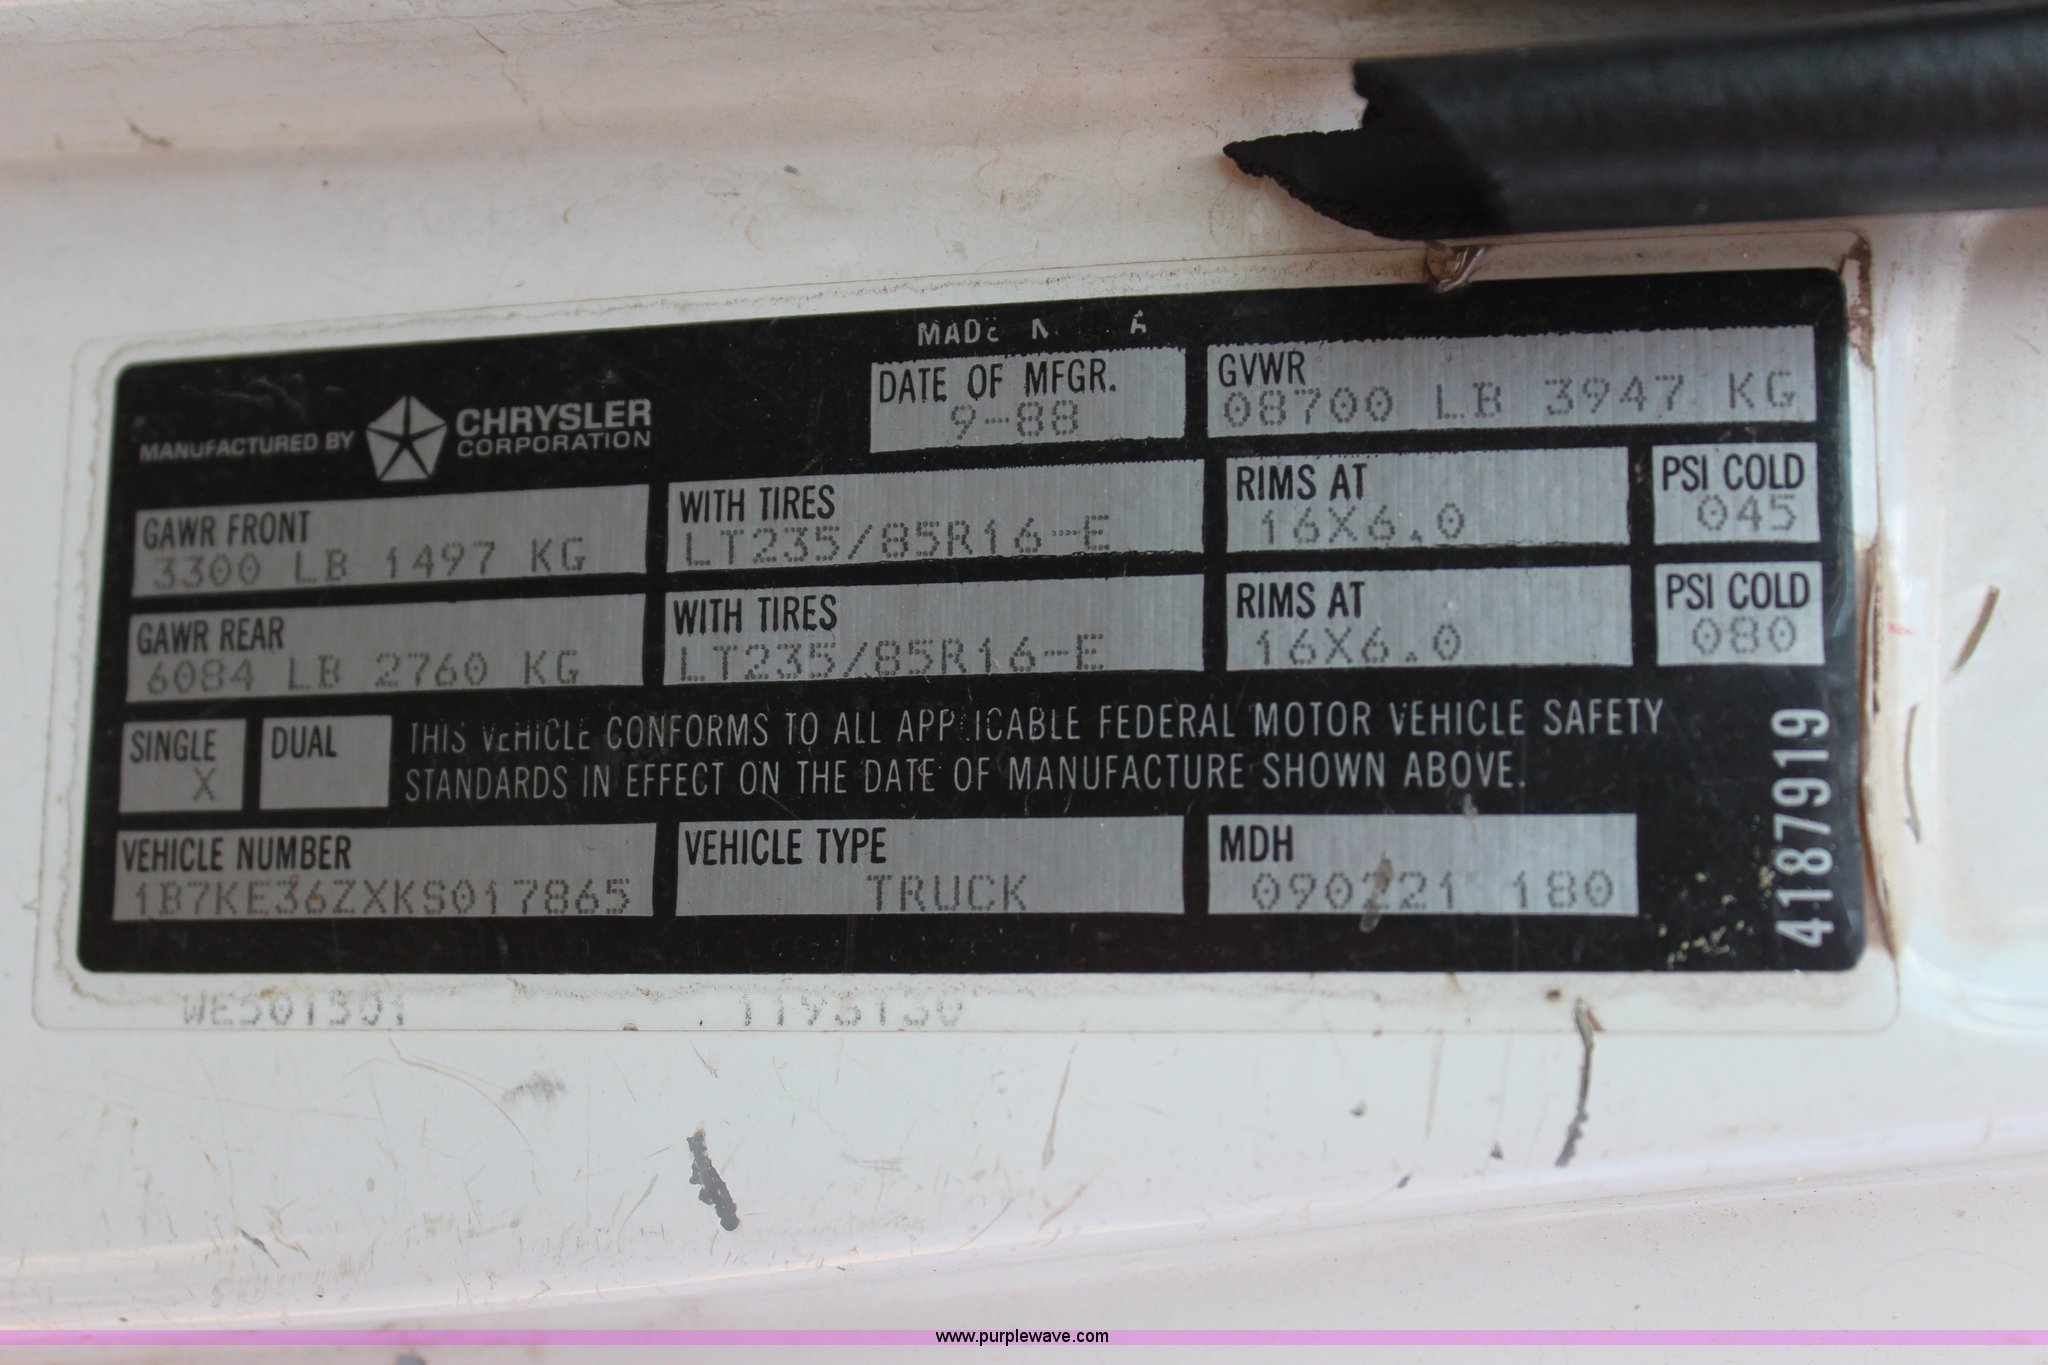 MADE
MANUFACTURED BY CHRYSLER CORPORATION
DATE OF MFGR.
9-88
GVWR
08700 LB 3947 KG
GAWR FRONT
3300 LB 1497 KG
WITH TIRES
LT235/85R16-E
RIMS AT
16X6.0
PSI COLD
045
GAWR REAR
6084 LB 2760 KG
WITH TIRES
LT235/85R16-E
RIMS AT
16X6.0
PSI COLD
080
SINGLE
X
DUAL
THIS VEHICLE CONFORMS TO ALL APPLICABLE FEDERAL MOTOR VEHICLE SAFETY
STANDARDS IN EFFECT ON THE DATE OF MANUFACTURE SHOWN ABOVE.
VEHICLE NUMBER
1B7KE36ZXKS017865
VEHICLE TYPE
TRUCK
MDH
090221 180
4187919
www.purplewave.com